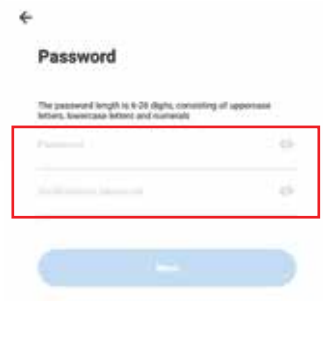 Password
The password length is 6-20 digits, consisting of uppercase
letters, lowercase letters and numerals
Password
password
Next